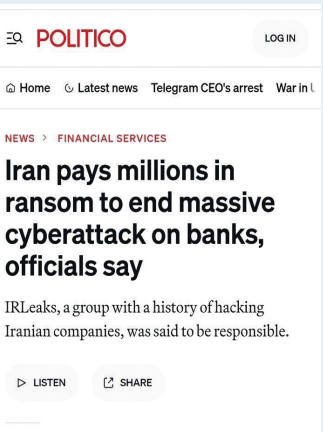 POLITICO
LOG IN
Home Latest news Telegram CEO's arrest War in
NEWS > FINANCIAL SERVICES
Iran pays millions in
ransom to end massive
cyberattack on banks,
officials say
IRLeaks, a group with a history of hacking
Iranian companies, was said to be responsible.
LISTEN SHARE